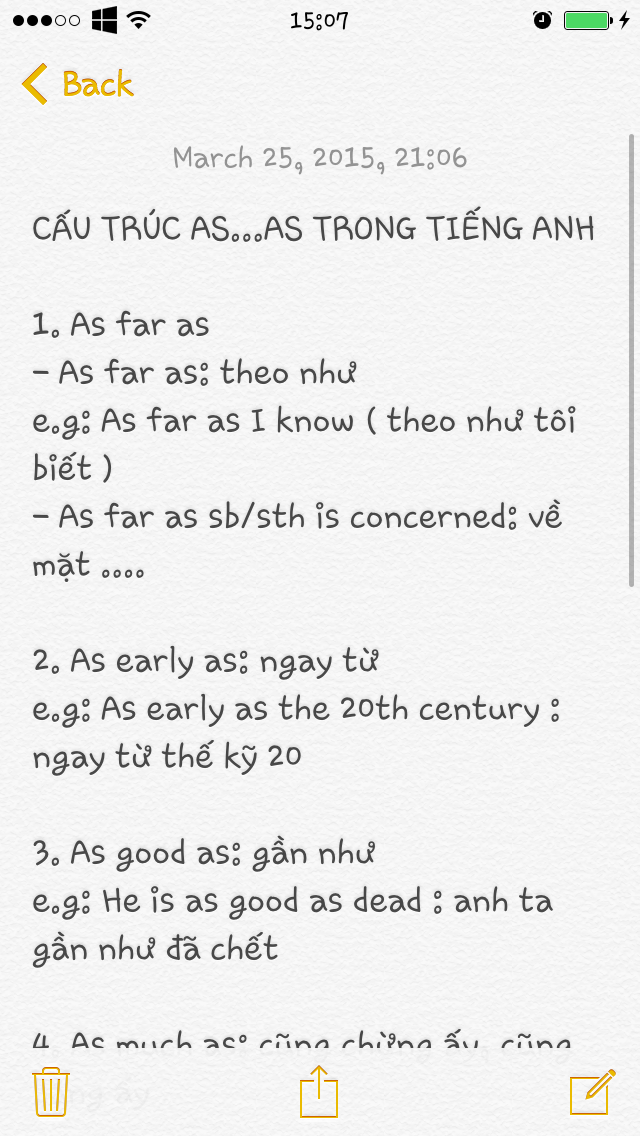 15:07
Back
March 25, 2015, 21:06
CẤU TRÚC AS...AS TRONG TIẾNG ANH
1. As far as
- As far as: theo như
e.g: As far as I know ( theo như tôi
biết )
- As far as sb/sth is concerned: về
mặt ....
2. As early as: ngay từ
e.g: As early as the 20th century :
ngay từ thế kỹ 20
3. As good as: gần như
e.g: He is as good as dead : anh ta
gần như đã chết
4. As much as: cũng chừng ấy, cũng